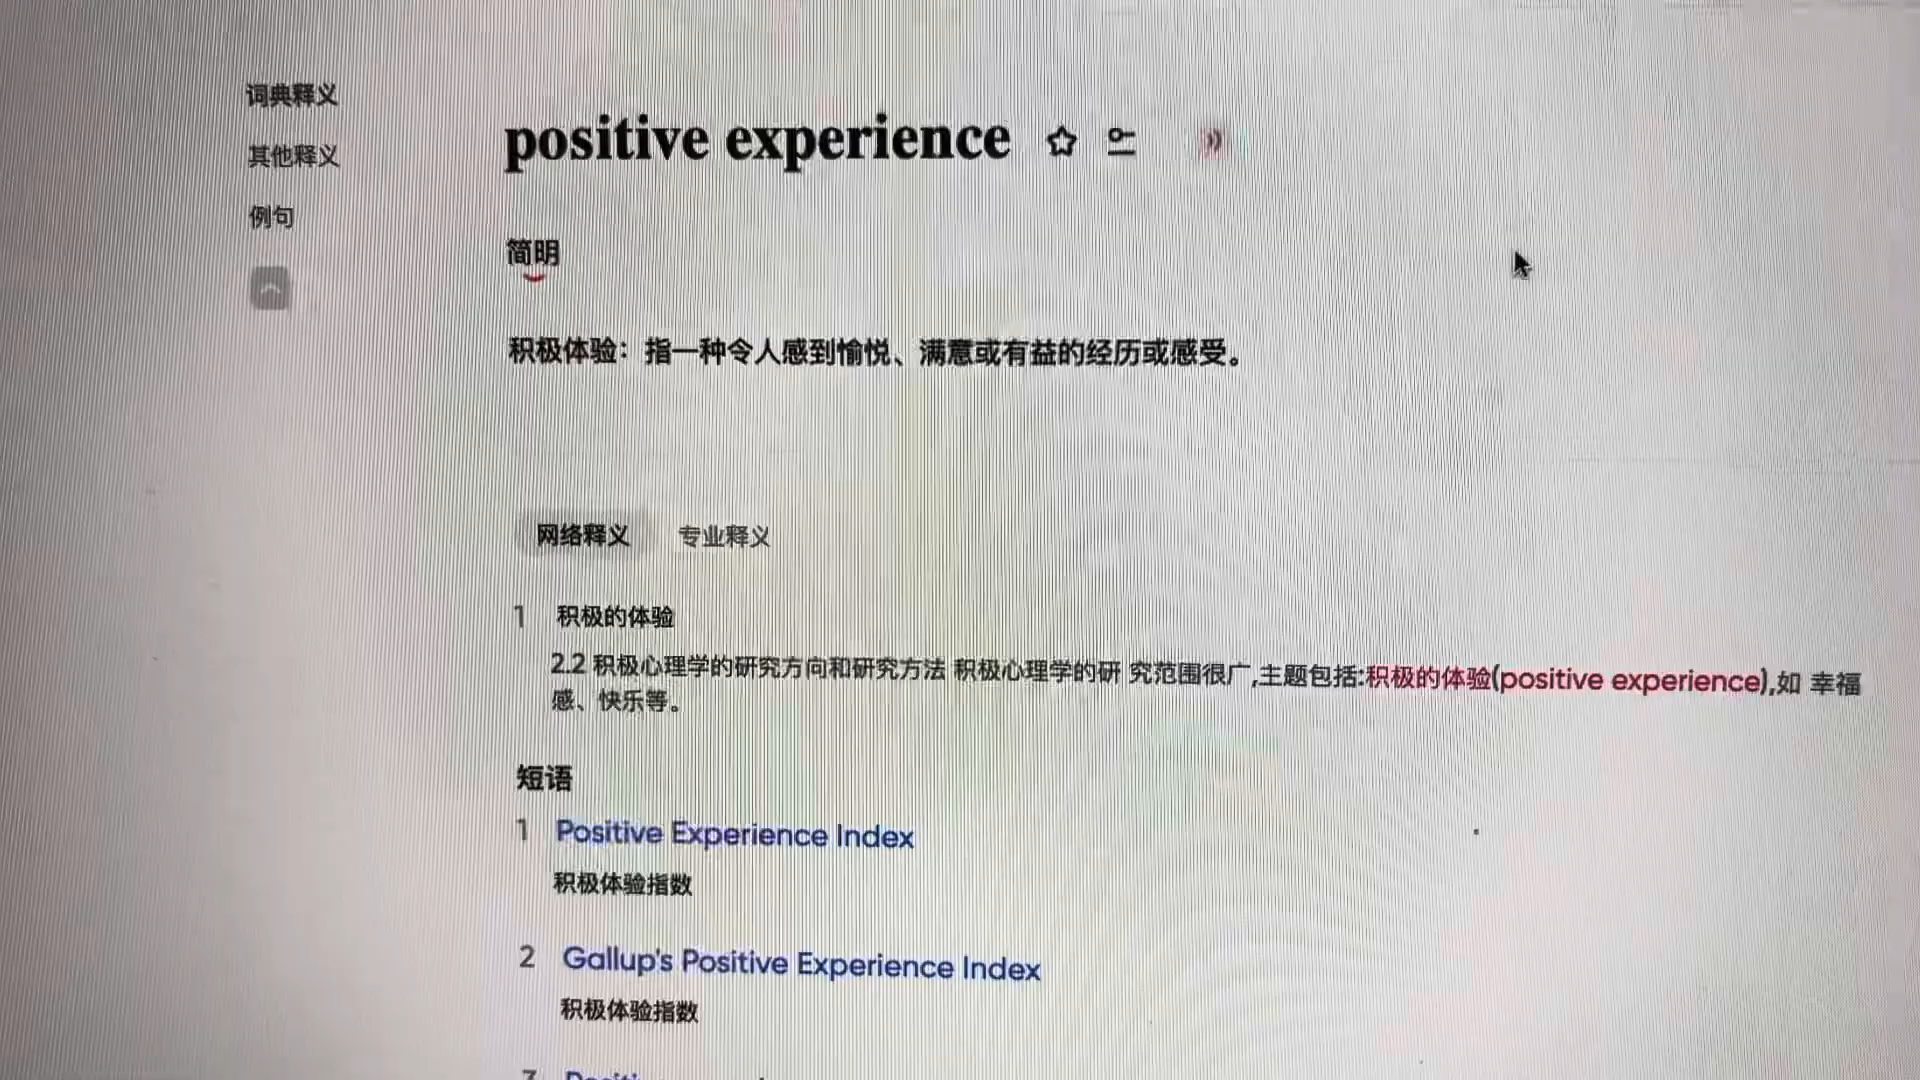 词典释义
其他释义
例句
positive experience
简明
积极体验：指一种令人感到愉悦、满意或有益的经历或感受。
网络释义 专业释义
1 积极的体验
2.2 积极心理学的研究方向和研究方法 积极心理学的研 究范围很广,主题包括:积极的体验(positive experience),如 幸福
感、快乐等。
短语
1 Positive Experience Index
积极体验指数
2 Gallup's Positive Experience Index
积极体验指数